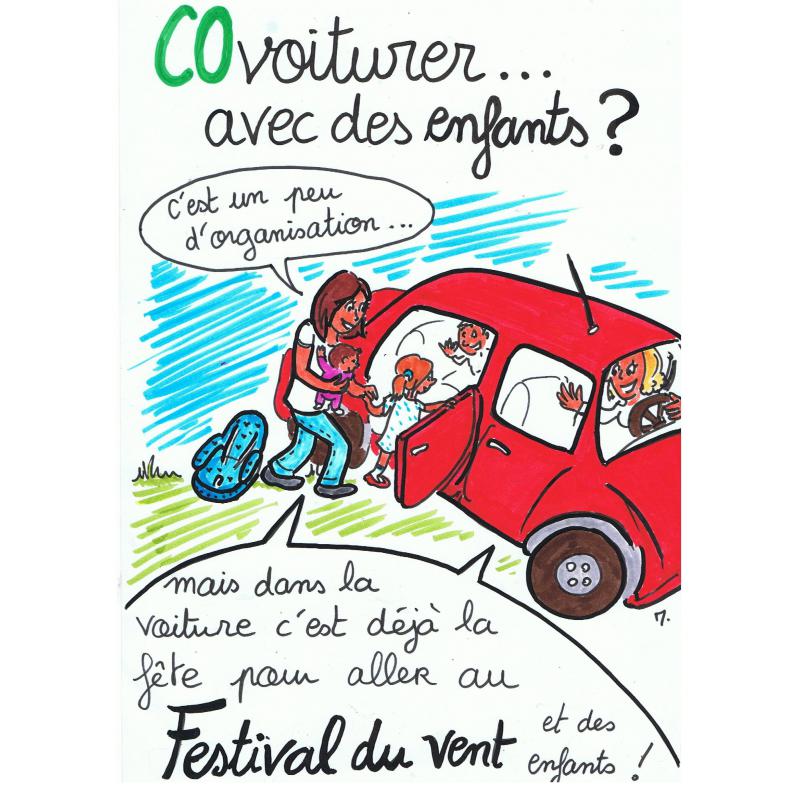 COvoiturer...
avec des enfants ?
c'est un peu
d'organisation...
mais dans la
voiture c'est déjà la
fête pour aller au
Festival du vent et des
enfants !
M.